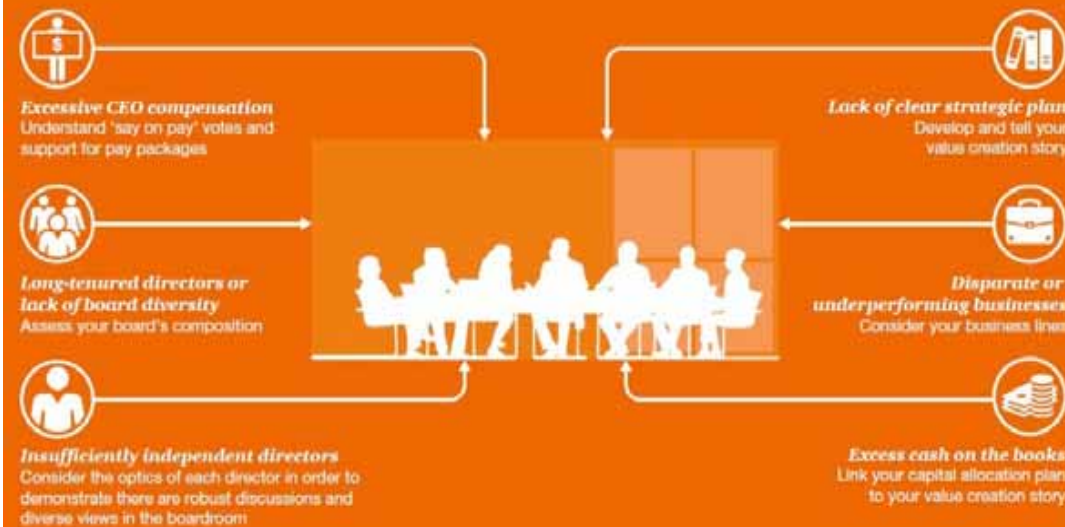 $
Excessive CEO compensation
Understand 'say on pay' votes and
support for pay packages
Long-tenured directors or
lack of board diversity
Assess your board's composition
Insufficiently independent directors
Consider the optics of each director in order to
demonstrate there are robust discussions and
diverse views in the boardroom
Lack of clear strategic plan
Develop and tell your
value creation story
Disparate or
underperforming businesses
Consider your business lines
Excess cash on the books
Link your capital allocation plan
to your value creation story